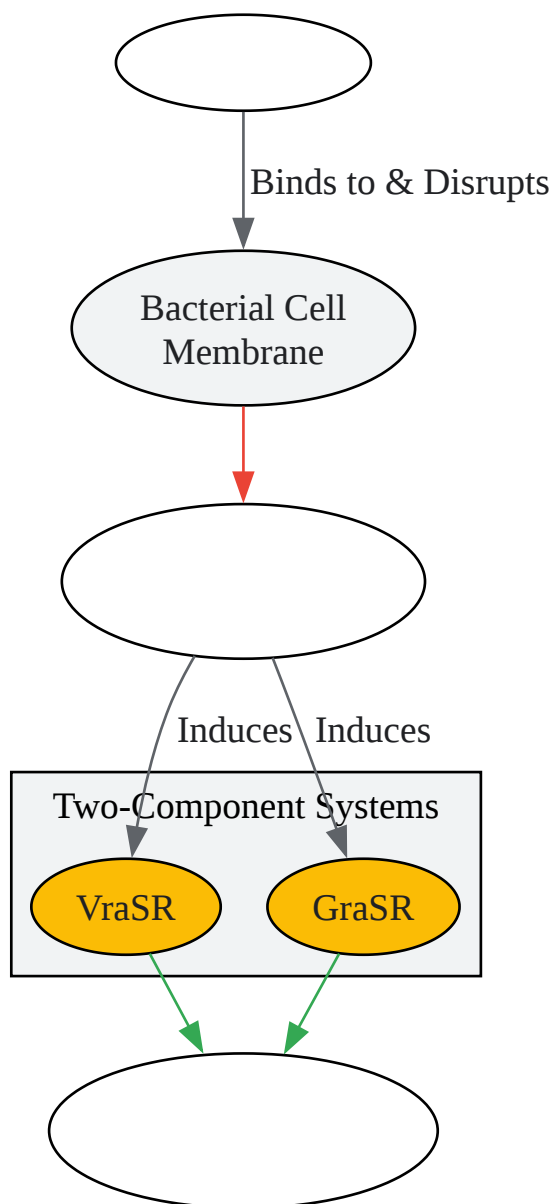 Binds to & Disrupts
Bacterial Cell
Membrane
Induces
Induces
Two-Component Systems
VraSR
GraSR